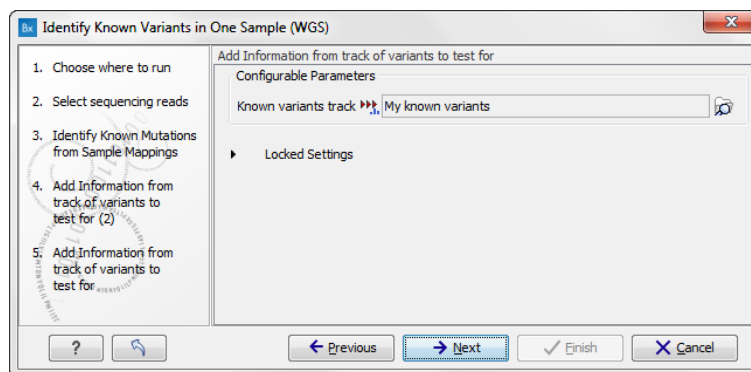 Bx Identify Known Variants in One Sample (WGS)
1. Choose where to run
2. Select sequencing reads
3. Identify Known Mutations
from Sample Mappings
4. Add Information from
track of variants to
test for (2)
5. Add Information from
track of variants to
test for
Add Information from track of variants to test for
Configurable Parameters
Known variants track My known variants
Locked Settings
? Previous Next Finish Cancel